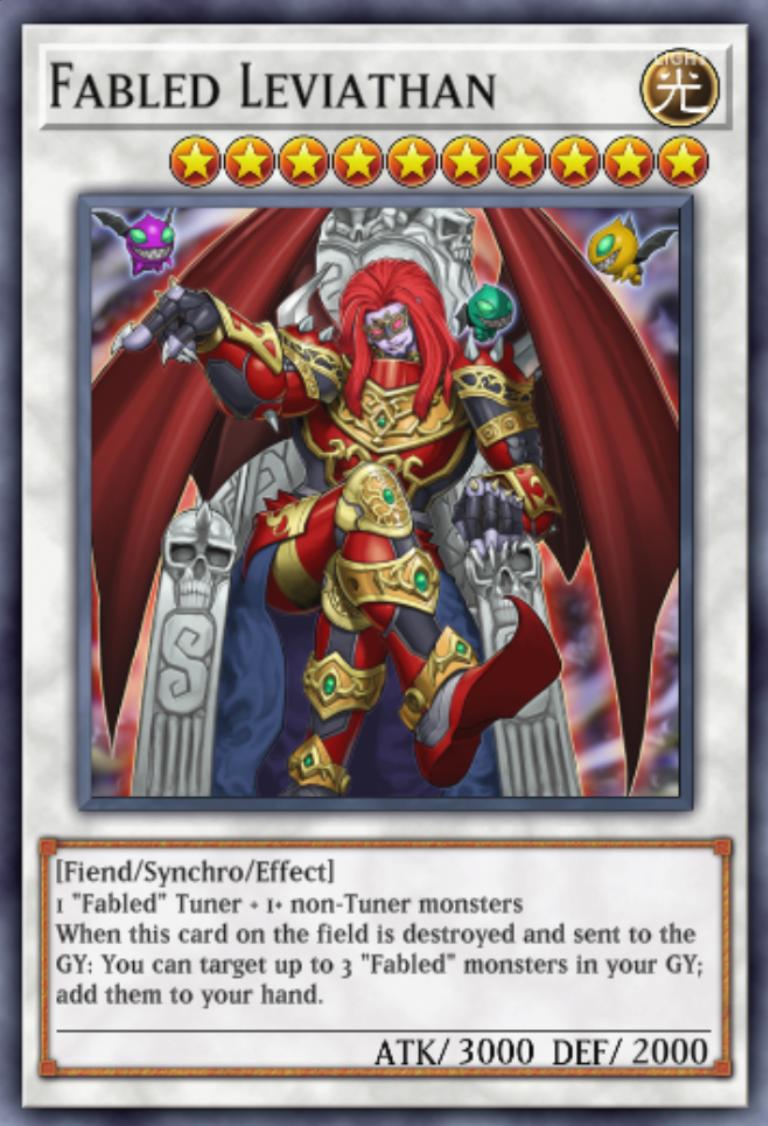 Fabled Leviathan
LIGHT
光
S
[Fiend/Synchro/Effect]
1 "Fabled" Tuner + 1+ non-Tuner monsters
When this card on the field is destroyed and sent to the
GY: You can target up to 3 "Fabled" monsters in your GY;
add them to your hand.
ATK/ 3000 DEF/ 2000